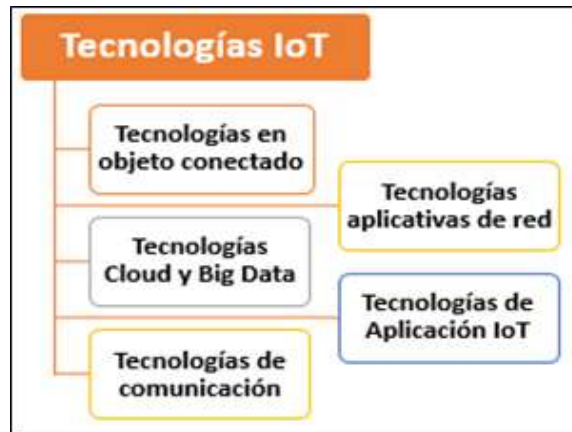 Tecnologías IoT
Tecnologías en
objeto conectado
Tecnologías
aplicativas de red
Tecnologías
Cloud y Big Data
Tecnologías de
Aplicación IoT
Tecnologías de
comunicación